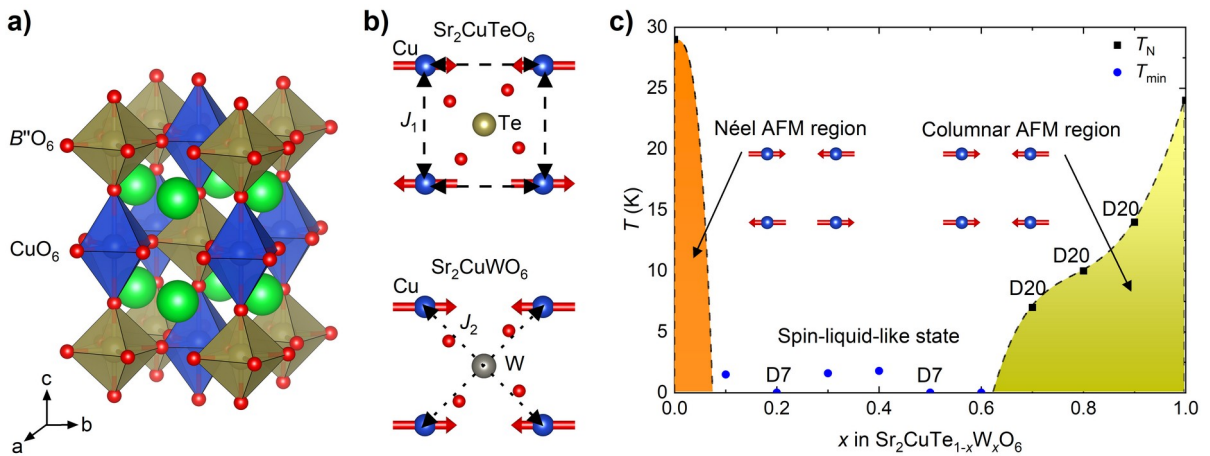 a)
B"O₆
CuO₆
c
b
a
b)
Sr₂CuTeO₆
Cu
J₁
Te
Sr₂CuWO₆
Cu
J₂
W
c)
30
25
20
15
10
5
0
T (K)
T_N
T_min
Néel AFM region
Columnar AFM region
D20
D20
D20
Spin-liquid-like state
D7
D7
0.0 0.2 0.4 0.6 0.8 1.0
x in Sr₂CuTe₁₋ₓWₓO₆